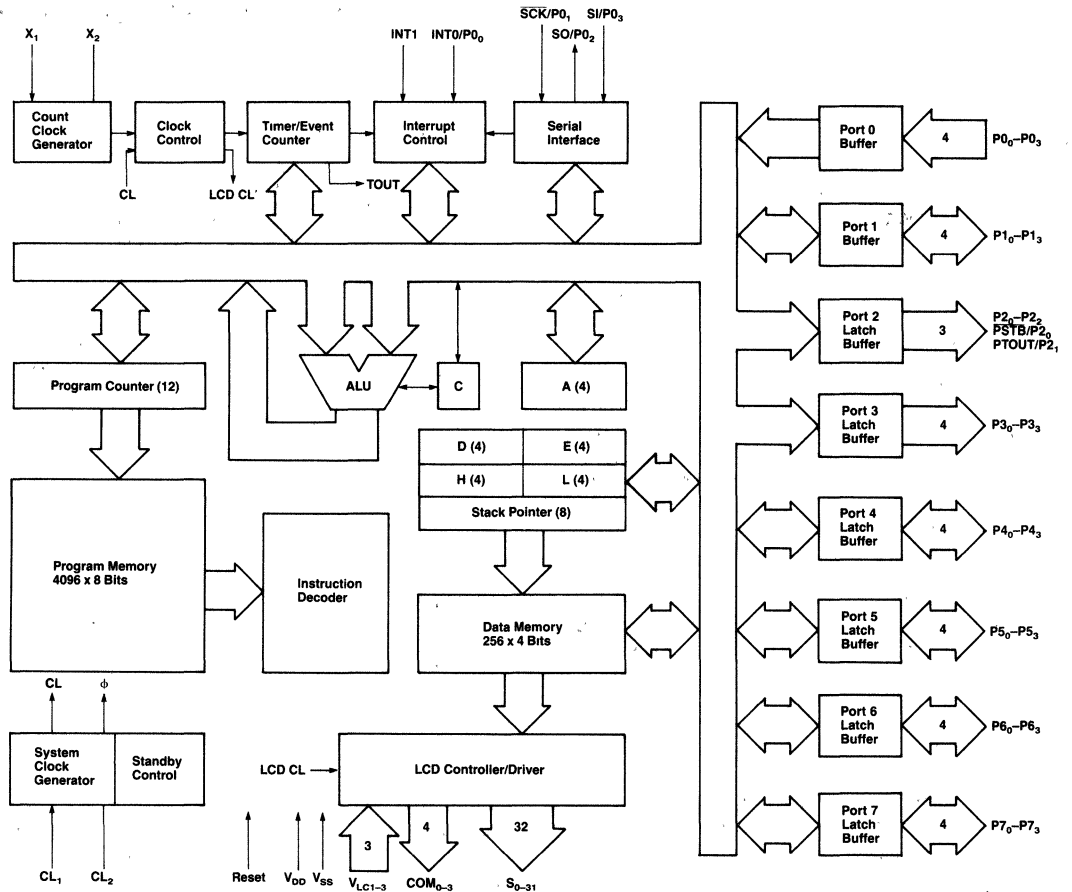 X₁
X₂
INT1
INT0/P0₀
S̅C̅K̅/P0₁
SO/P0₂
SI/P0₃
Count
Clock
Generator
Clock
Control
Timer/Event
Counter
Interrupt
Control
Serial
Interface
CL
LCD CL
TOUT
Port 0
Buffer
4
P0₀–P0₃
Port 1
Buffer
4
P1₀–P1₃
Port 2
Latch
Buffer
3
P2₀–P2₂
P̅S̅T̅B̅/P2₀
PTOUT/P2₁
Program Counter (12)
ALU
C
A (4)
Port 3
Latch
Buffer
4
P3₀–P3₃
D (4)
E (4)
H (4)
L (4)
Stack Pointer (8)
Program Memory
4096 x 8 Bits
Instruction
Decoder
Port 4
Latch
Buffer
4
P4₀–P4₃
Data Memory
256 x 4 Bits
Port 5
Latch
Buffer
4
P5₀–P5₃
CL
ϕ
System
Clock
Generator
Standby
Control
LCD CL
LCD Controller/Driver
Port 6
Latch
Buffer
4
P6₀–P6₃
3
4
32
Port 7
Latch
Buffer
4
P7₀–P7₃
CL₁
CL₂
Reset
V_DD
V_SS
V_LC1–3
COM₀₋₃
S₀₋₃₁